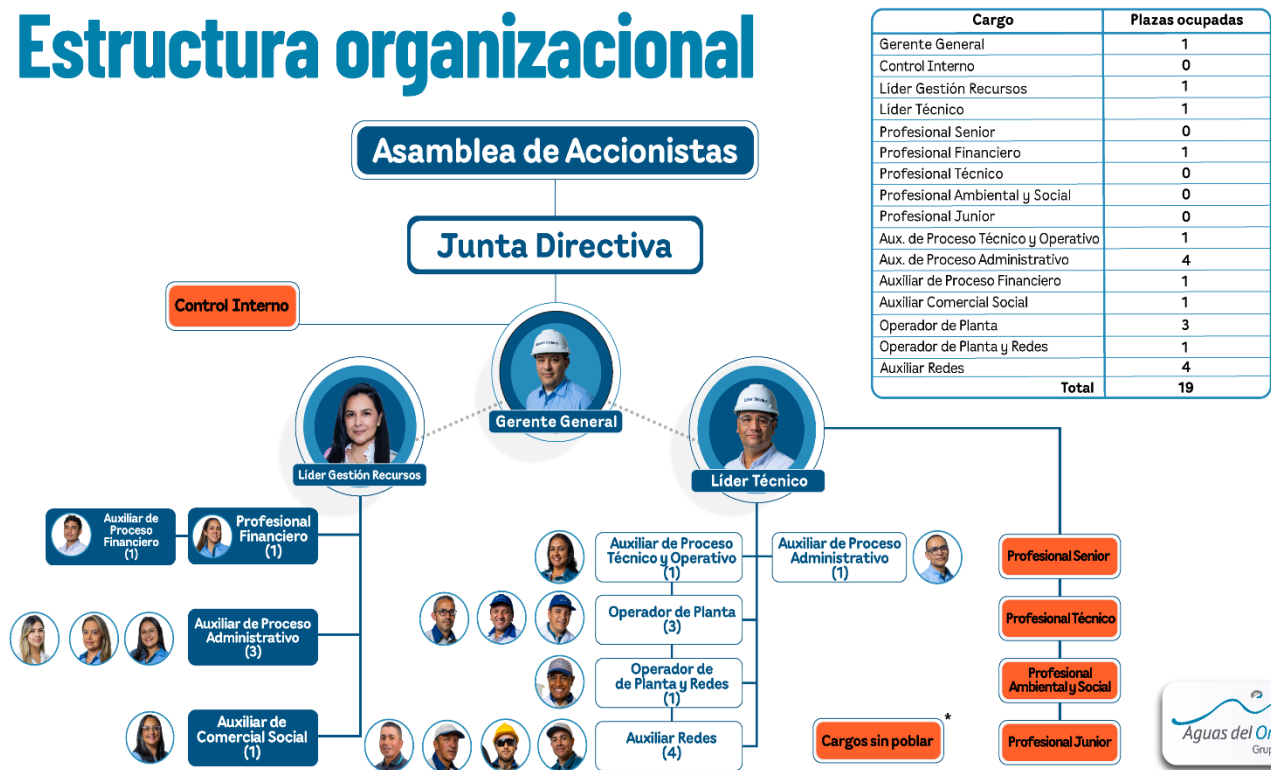 Estructura organizacional
Cargo Plazas ocupadas
Gerente General 1
Control Interno 0
Líder Gestión Recursos 1
Líder Técnico 1
Profesional Senior 0
Profesional Financiero 1
Profesional Técnico 0
Profesional Ambiental y Social 0
Profesional Junior 0
Aux. de Proceso Técnico y Operativo 1
Aux. de Proceso Administrativo 4
Auxiliar de Proceso Financiero 1
Auxiliar Comercial Social 1
Operador de Planta 3
Operador de Planta y Redes 1
Auxiliar Redes 4
Total 19
Asamblea de Accionistas
Junta Directiva
Control Interno
Gerente General
Líder Gestión Recursos
Líder Técnico
Auxiliar de
Proceso
Financiero
(1)
Profesional
Financiero
(1)
Auxiliar de Proceso
Administrativo
(3)
Auxiliar de
Comercial Social
(1)
Auxiliar de Proceso
Técnico y Operativo
(1)
Auxiliar de Proceso
Administrativo
(1)
Operador de Planta
(3)
Operador de
de Planta y Redes
(1)
Auxiliar Redes
(4)
Profesional Senior
Profesional Técnico
Profesional
Ambiental y Social
Profesional Junior
Cargos sin poblar
*
Aguas del